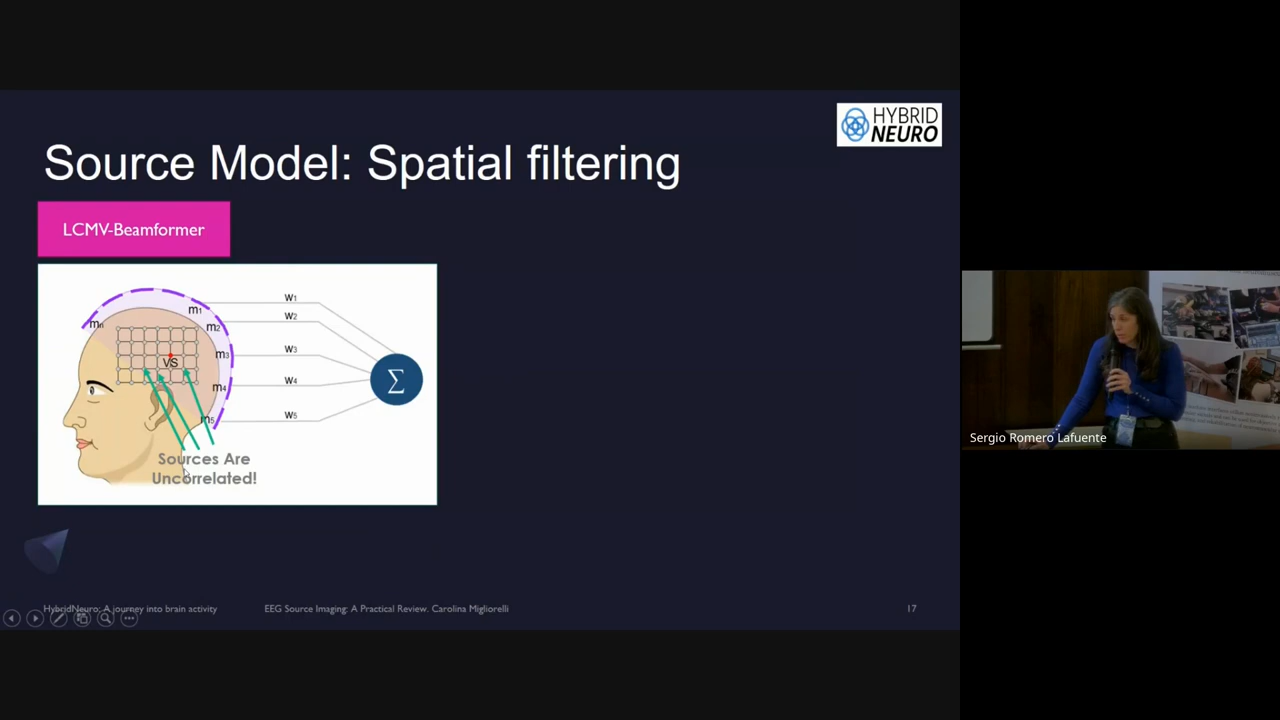 HYBRID
NEURO
Source Model: Spatial filtering
LCMV-Beamformer
mₙ
m₁
m₂
m₃
m₄
m₅
VS
W₁
W₂
W₃
W₄
W₅
Σ
Sources Are
Uncorrelated!
HybridNeuro: A journey into brain activity
EEG Source Imaging: A Practical Review. Carolina Migliorelli
17
Sergio Romero Lafuente